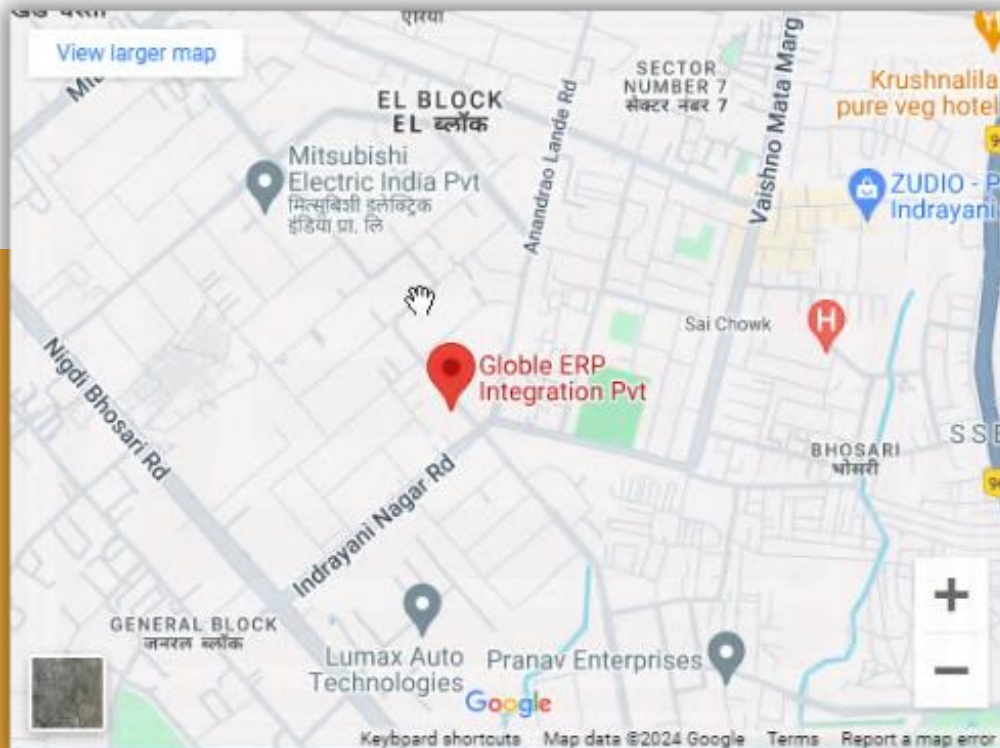 एरिया
View larger map
EL BLOCK
EL ब्लॉक
SECTOR
NUMBER 7
सेक्टर नंबर 7
Anandrao Lande Rd
Vaishno Mata Marg
Krushnalila
pure veg hotel
Mitsubishi
Electric India Pvt
मित्सुबिशी इलेक्ट्रिक
इंडिया प्रा. लि
ZUDIO - P
Indrayani
Sai Chowk
H
Globle ERP
Integration Pvt
Nigdi Bhosari Rd
Indrayani Nagar Rd
BHOSARI
भोसरी
GENERAL BLOCK
जनरल ब्लॉक
Lumax Auto
Technologies
Pranav Enterprises
+
−
Google
Keyboard shortcuts Map data ©2024 Google Terms Report a map error